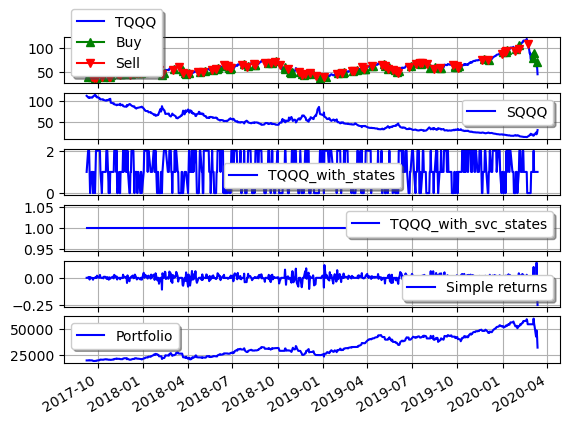 TQQQ
Buy
Sell
100
50
SQQQ
100
50
TQQQ_with_states
2
0
TQQQ_with_svc_states
1.05
1.00
0.95
Simple returns
0.00
−0.25
Portfolio
50000
25000
2017-10 2018-01 2018-04 2018-07 2018-10 2019-01 2019-04 2019-07 2019-10 2020-01 2020-04